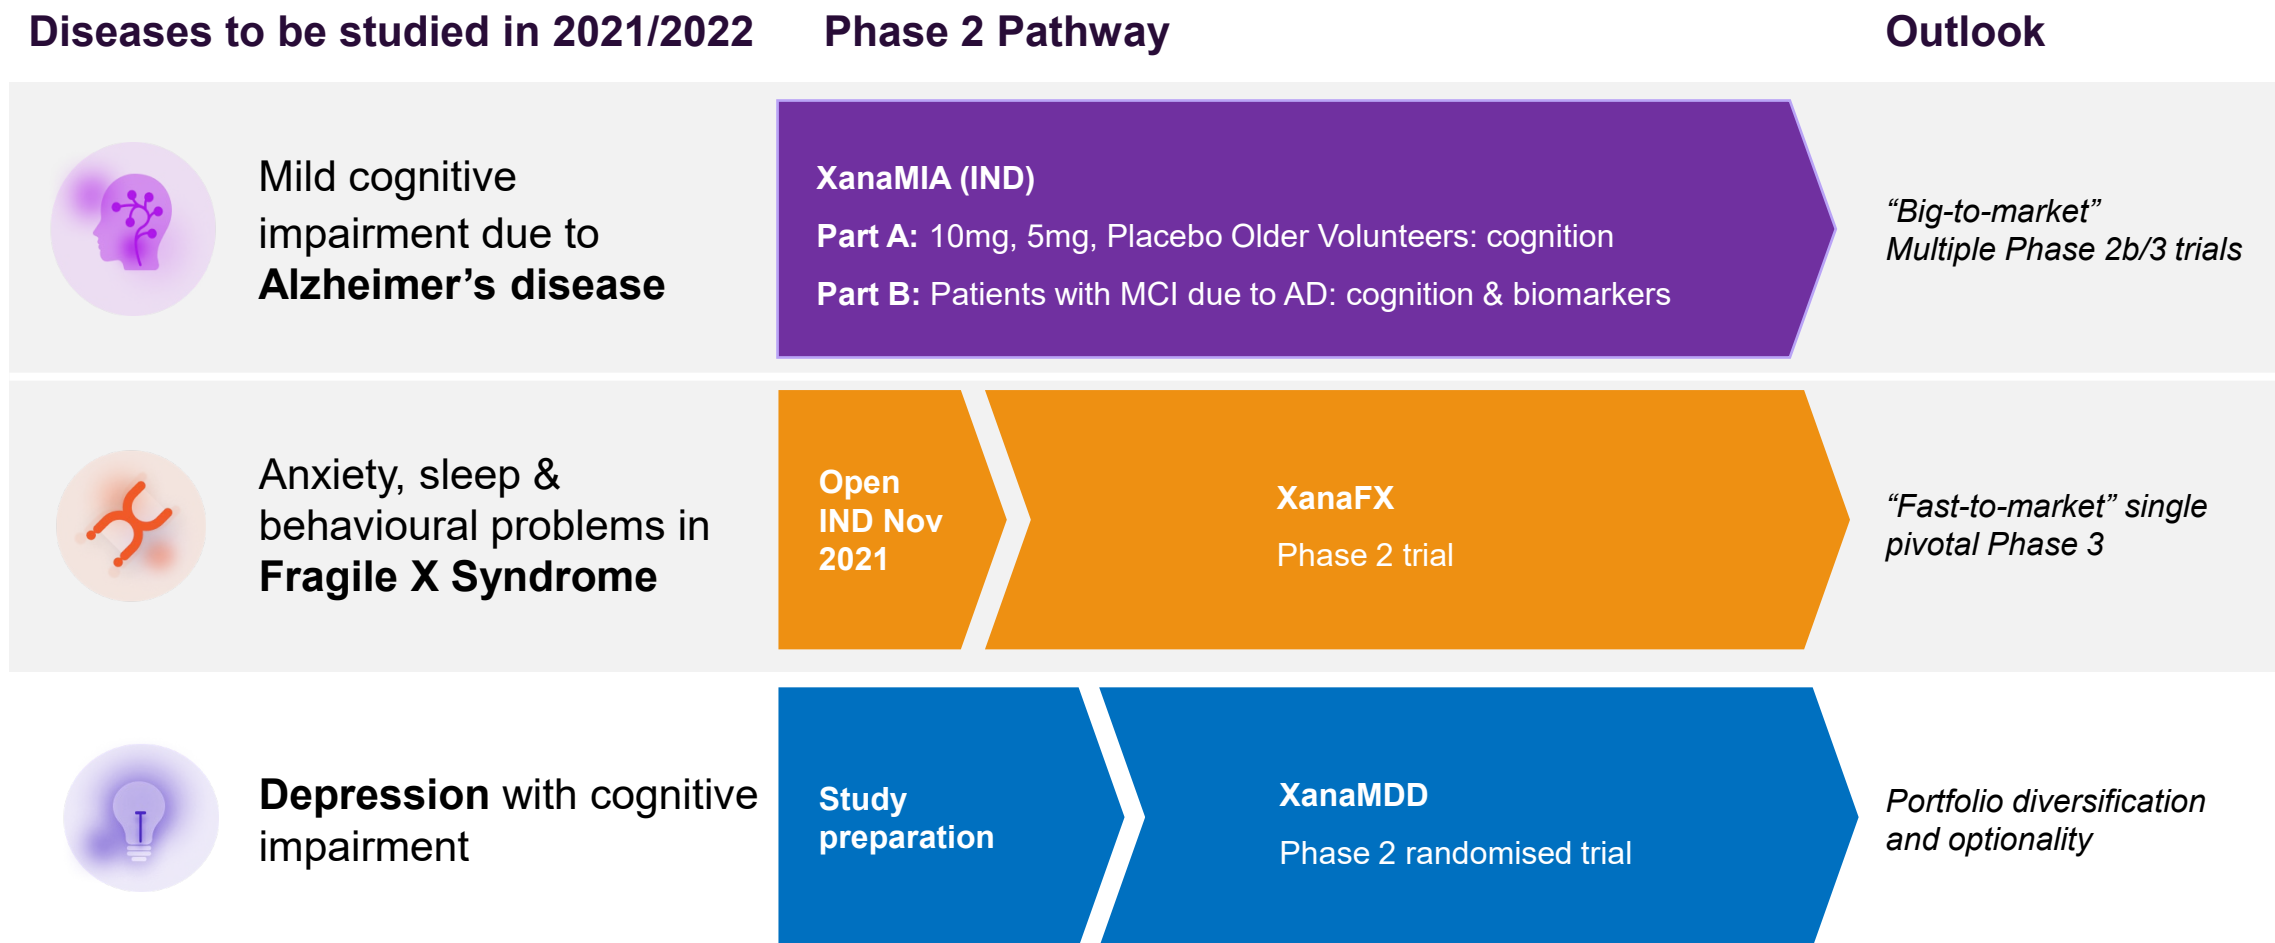 Diseases to be studied in 2021/2022
Phase 2 Pathway
Outlook
Mild cognitive
impairment due to
Alzheimer’s disease
XanaMIA (IND)
Part A: 10mg, 5mg, Placebo Older Volunteers: cognition
Part B: Patients with MCI due to AD: cognition & biomarkers
“Big-to-market”
Multiple Phase 2b/3 trials
Anxiety, sleep &
behavioural problems in
Fragile X Syndrome
Open
IND Nov
2021
XanaFX
Phase 2 trial
“Fast-to-market” single
pivotal Phase 3
Depression with cognitive
impairment
Study
preparation
XanaMDD
Phase 2 randomised trial
Portfolio diversification
and optionality